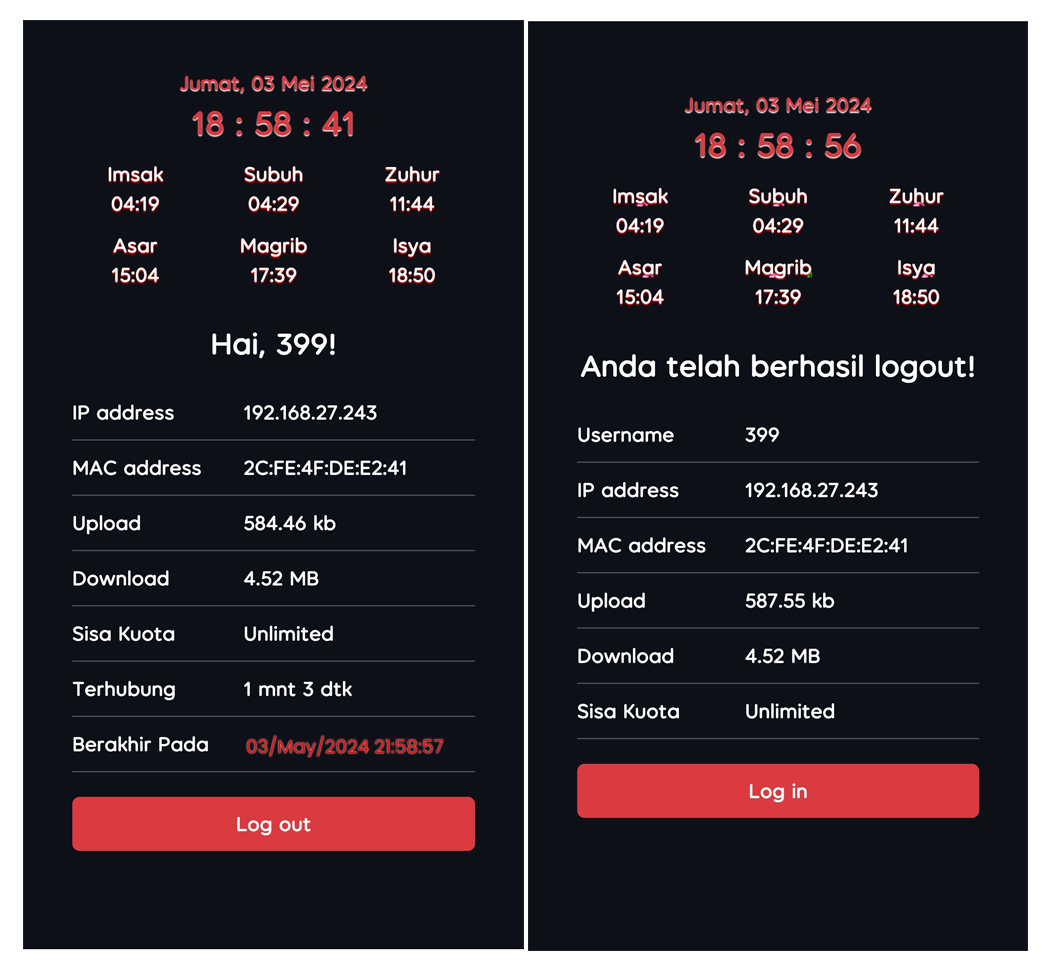 Jumat, 03 Mei 2024
18 : 58 : 41
Imsak Subuh Zuhur
04:19 04:29 11:44
Asar Magrib Isya
15:04 17:39 18:50
Hai, 399!
IP address 192.168.27.243
MAC address 2C:FE:4F:DE:E2:41
Upload 584.46 kb
Download 4.52 MB
Sisa Kuota Unlimited
Terhubung 1 mnt 3 dtk
Berakhir Pada 03/May/2024 21:58:57
Log out
Jumat, 03 Mei 2024
18 : 58 : 56
Imsak Subuh Zuhur
04:19 04:29 11:44
Asar Magrib Isya
15:04 17:39 18:50
Anda telah berhasil logout!
Username 399
IP address 192.168.27.243
MAC address 2C:FE:4F:DE:E2:41
Upload 587.55 kb
Download 4.52 MB
Sisa Kuota Unlimited
Log in